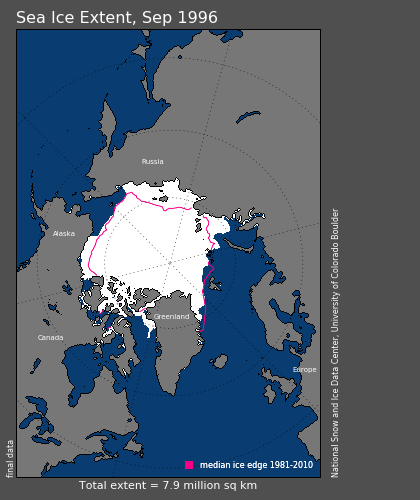 Sea Ice Extent, Sep 1996
Russia
Alaska
Greenland
Canada
Europe
median ice edge 1981-2010
Total extent = 7.9 million sq km
final data
National Snow and Ice Data Center, University of Colorado Boulder